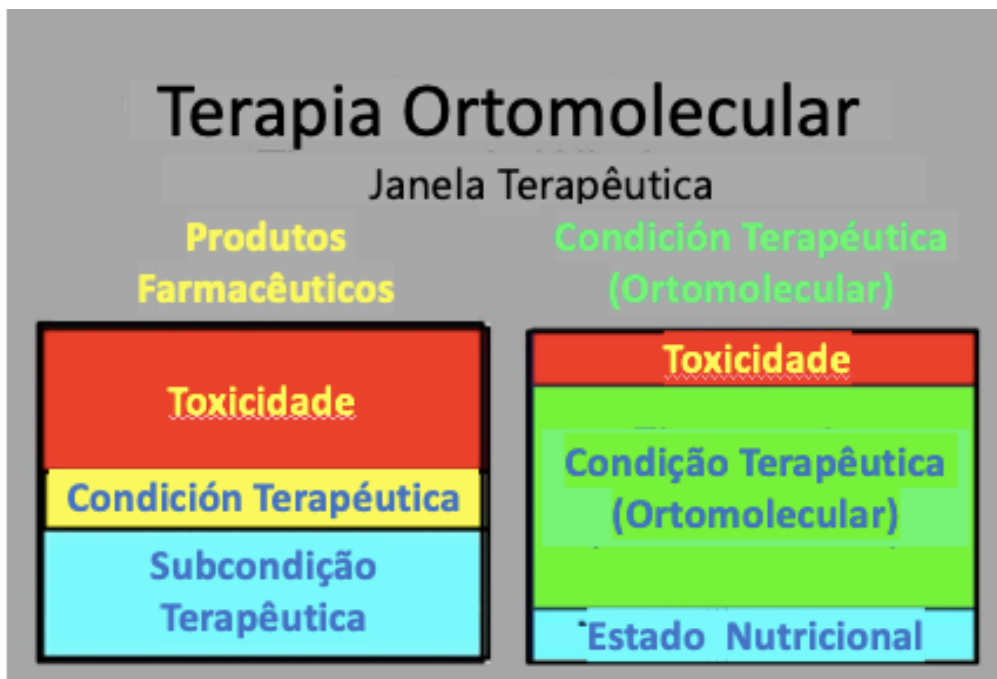 Terapia Ortomolecular
Janela Terapêutica
Produtos
Farmacêuticos
Condición Terapéutica
(Ortomolecular)
Toxicidade
Condición Terapéutica
Subcondição
Terapêutica
Toxicidade
Condição Terapêutica
(Ortomolecular)
Estado Nutricional